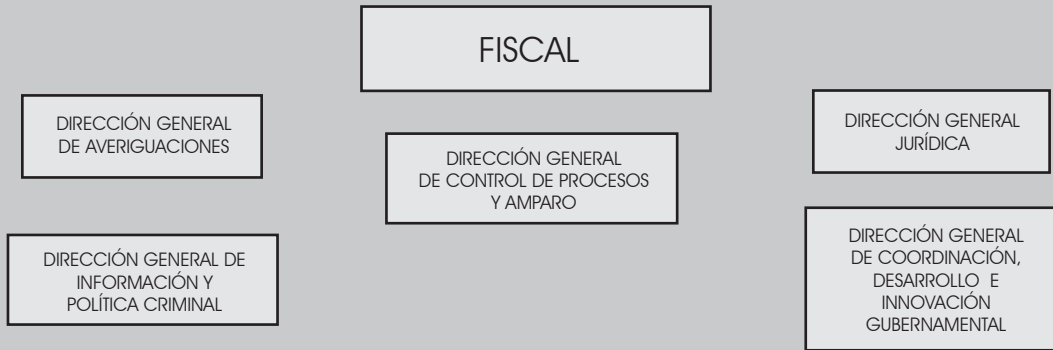 FISCAL
DIRECCIÓN GENERAL
DE AVERIGUACIONES
DIRECCIÓN GENERAL
DE CONTROL DE PROCESOS
Y AMPARO
DIRECCIÓN GENERAL
JURÍDICA
DIRECCIÓN GENERAL DE
INFORMACIÓN Y
POLÍTICA CRIMINAL
DIRECCIÓN GENERAL
DE COORDINACIÓN,
DESARROLLO E
INNOVACIÓN
GUBERNAMENTAL